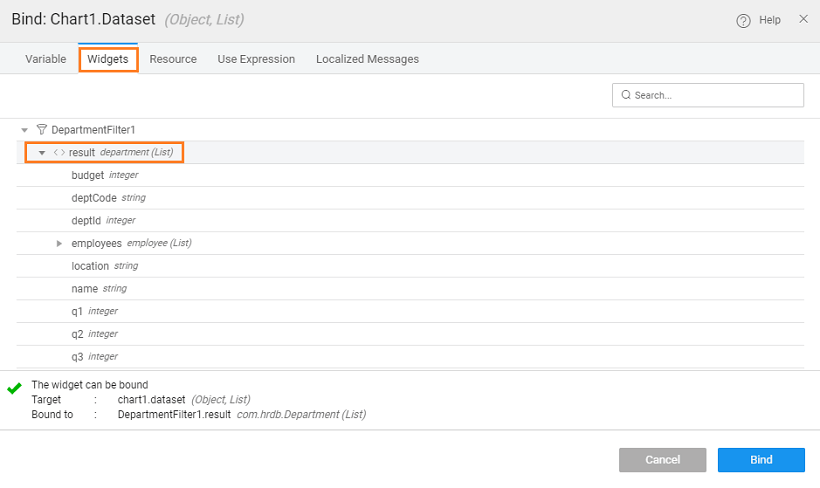 Bind: Chart1.Dataset (Object, List) Help
Variable Widgets Resource Use Expression Localized Messages
Search...
DepartmentFilter1
result department (List)
budget integer
deptCode string
deptId integer
employees employee (List)
location string
name string
q1 integer
q2 integer
q3 integer
The widget can be bound
Target : chart1.dataset (Object, List)
Bound to : DepartmentFilter1.result com.hrdb.Department (List)
Cancel Bind